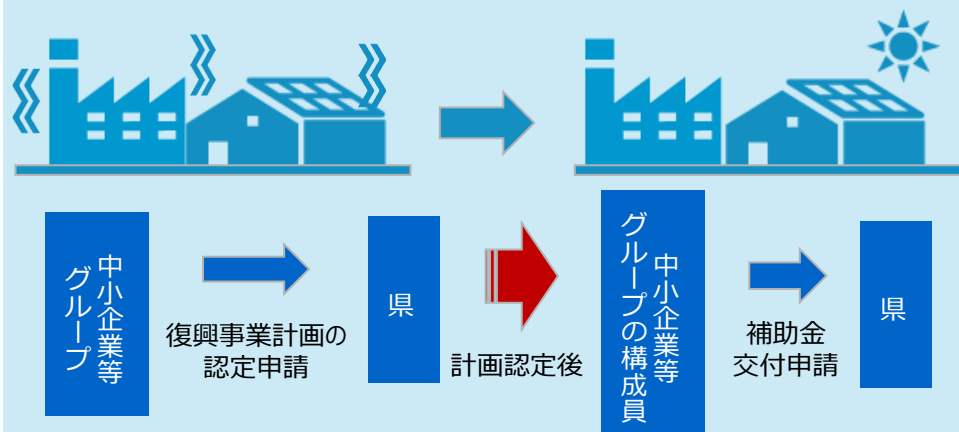 中小企業等
グループ
復興事業計画の
認定申請
県
計画認定後
中小企業等
グループの構成員
補助金
交付申請
県